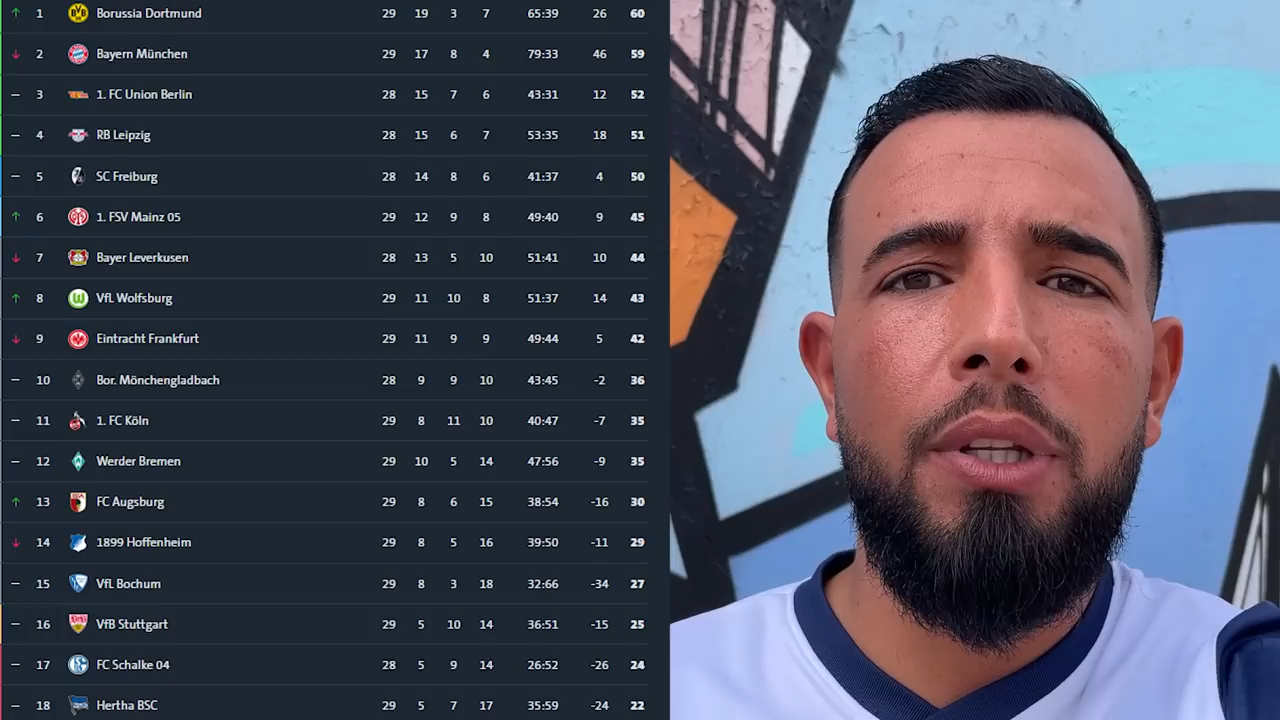 ↑ 1 Borussia Dortmund 29 19 3 7 65:39 26 60
↓ 2 Bayern München 29 17 8 4 79:33 46 59
– 3 1. FC Union Berlin 28 15 7 6 43:31 12 52
– 4 RB Leipzig 28 15 6 7 53:35 18 51
– 5 SC Freiburg 28 14 8 6 41:37 4 50
↑ 6 1. FSV Mainz 05 29 12 9 8 49:40 9 45
↓ 7 Bayer Leverkusen 28 13 5 10 51:41 10 44
↑ 8 VfL Wolfsburg 29 11 10 8 51:37 14 43
↓ 9 Eintracht Frankfurt 29 11 9 9 49:44 5 42
– 10 Bor. Mönchengladbach 28 9 9 10 43:45 -2 36
– 11 1. FC Köln 29 8 11 10 40:47 -7 35
– 12 Werder Bremen 29 10 5 14 47:56 -9 35
↑ 13 FC Augsburg 29 8 6 15 38:54 -16 30
↓ 14 1899 Hoffenheim 29 8 5 16 39:50 -11 29
– 15 VfL Bochum 29 8 3 18 32:66 -34 27
– 16 VfB Stuttgart 29 5 10 14 36:51 -15 25
– 17 FC Schalke 04 28 5 9 14 26:52 -26 24
– 18 Hertha BSC 29 5 7 17 35:59 -24 22